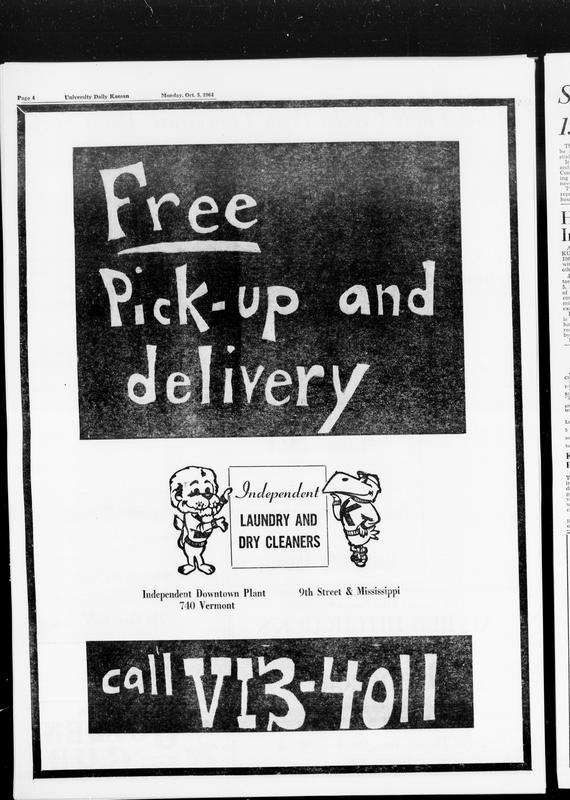 Page 4 University Daily Kansan Monday, Oct. 5, 1964
Free
Pick-up and
delivery
Independent
LAUNDRY AND
DRY CLEANERS
Independent Downtown Plant
740 Vermont
9th Street & Mississippi
call VI3-4011